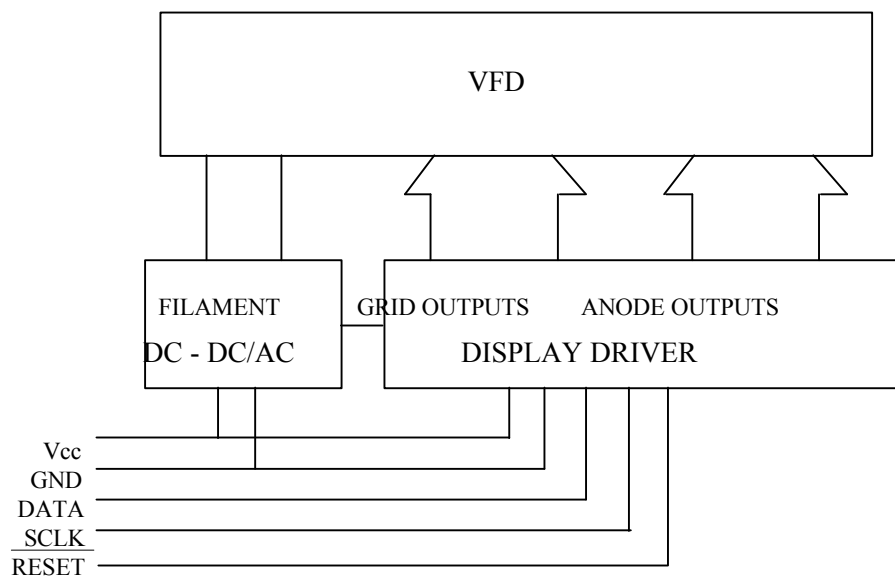 VFD
FILAMENT
GRID OUTPUTS
ANODE OUTPUTS
DC - DC/AC
DISPLAY DRIVER
Vcc
GND
DATA
SCLK
RESET